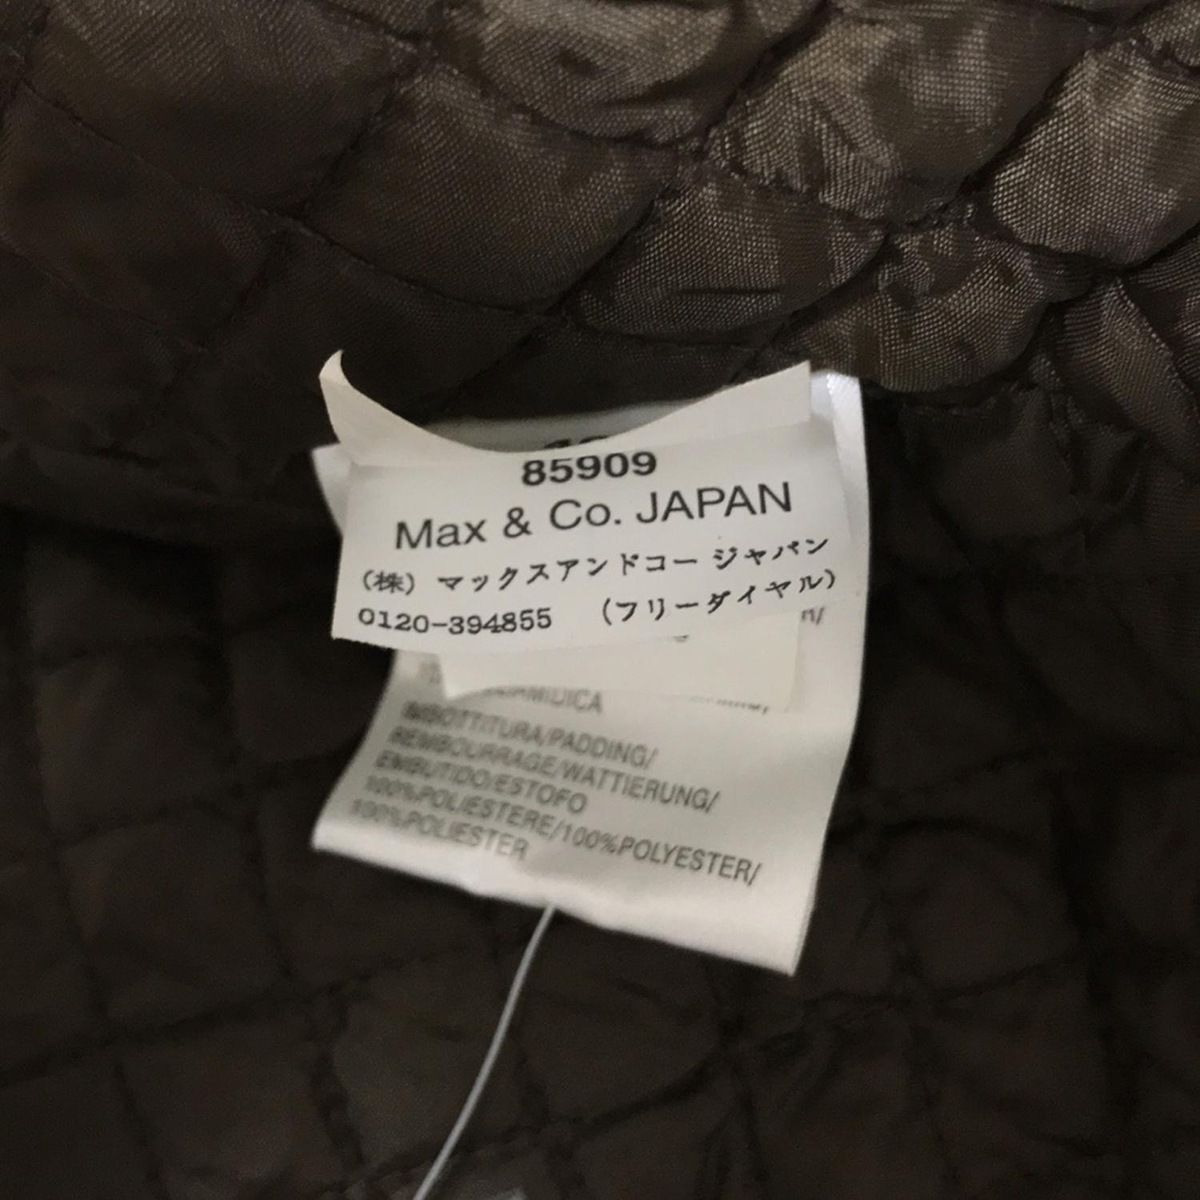 85909
Max & Co. JAPAN
(株) マックスアンドコー ジャパン
0120-394855 (フリーダイヤル)
IMBOTTITURA/PADDING/
REMBOURRAGE/WATTIERUNG/
EMBUTIDO/ESTOFO
100%POLIESTERE/100%POLYESTER/
100%POLIESTER